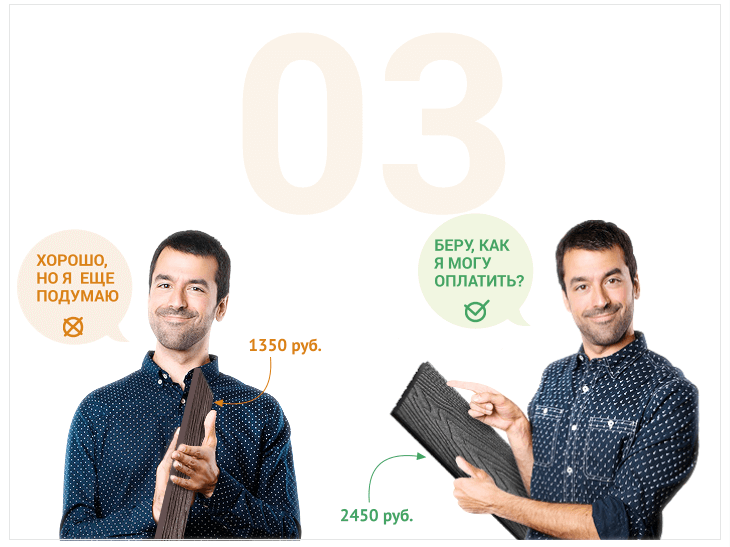 03
ХОРОШО,
НО Я ЕЩЕ
ПОДУМАЮ
БЕРУ, КАК
Я МОГУ
ОПЛАТИТЬ?
1350 руб.
2450 руб.